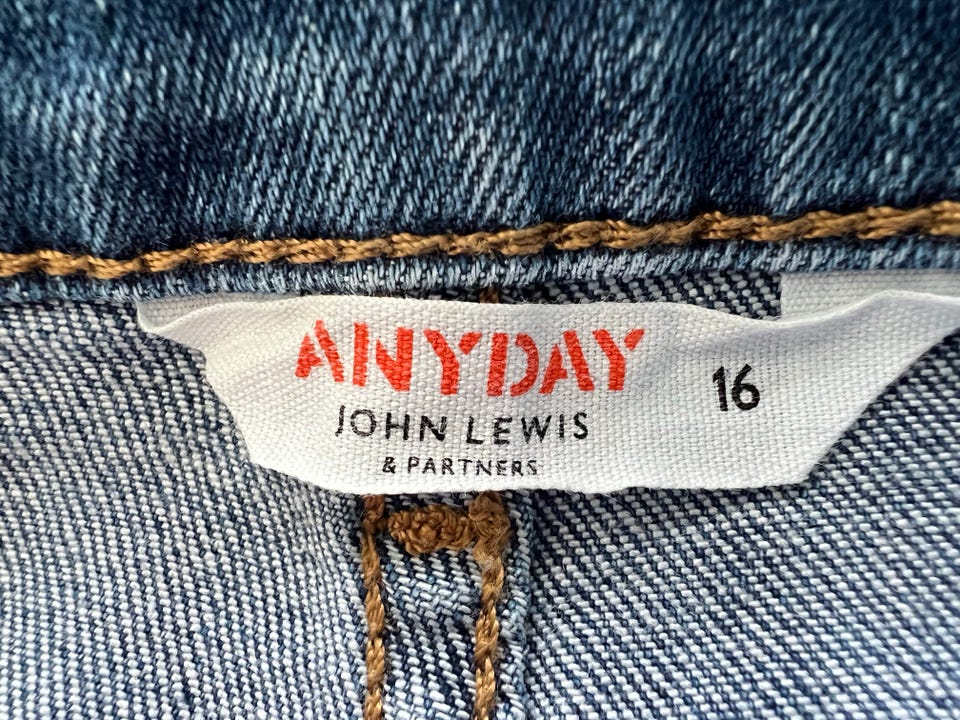 ANYDAY
JOHN LEWIS
& PARTNERS
16